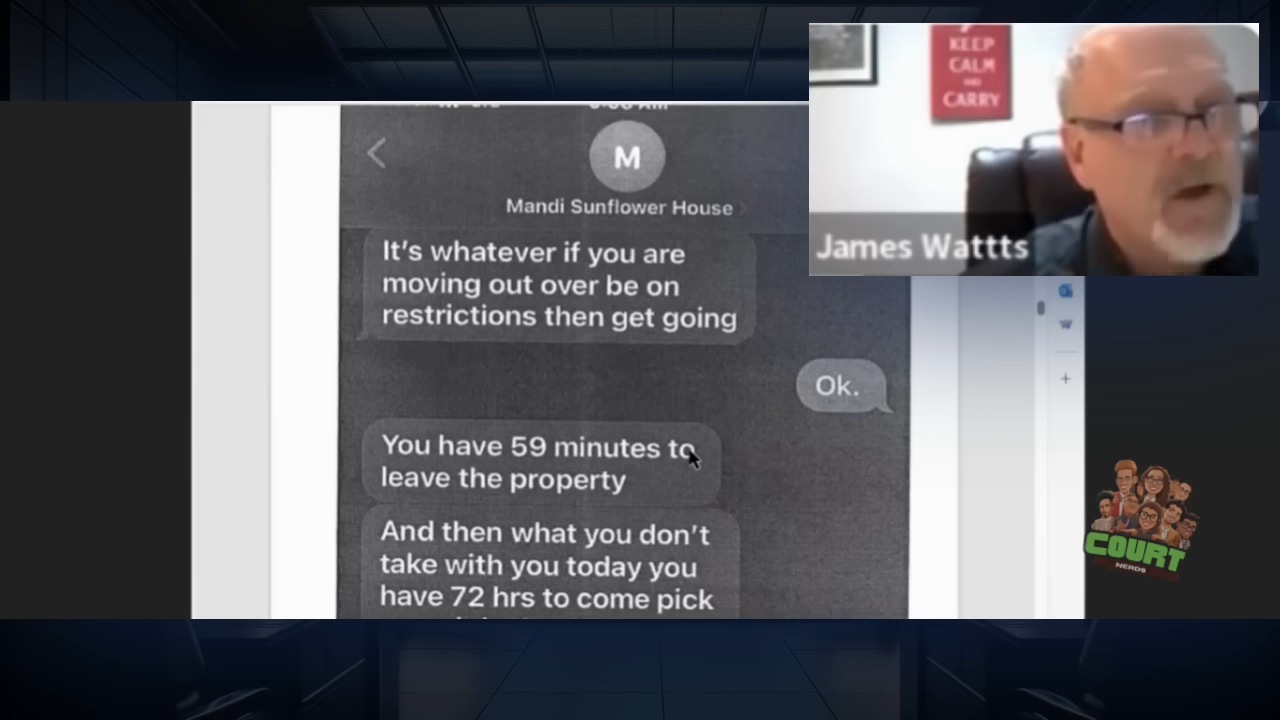 KEEP
CALM
AND
CARRY
M
Mandi Sunflower House
James Wattts
It's whatever if you are
moving out over be on
restrictions then get going
Ok.
You have 59 minutes to
leave the property
And then what you don't
take with you today you
have 72 hrs to come pick
COURT
NERDS